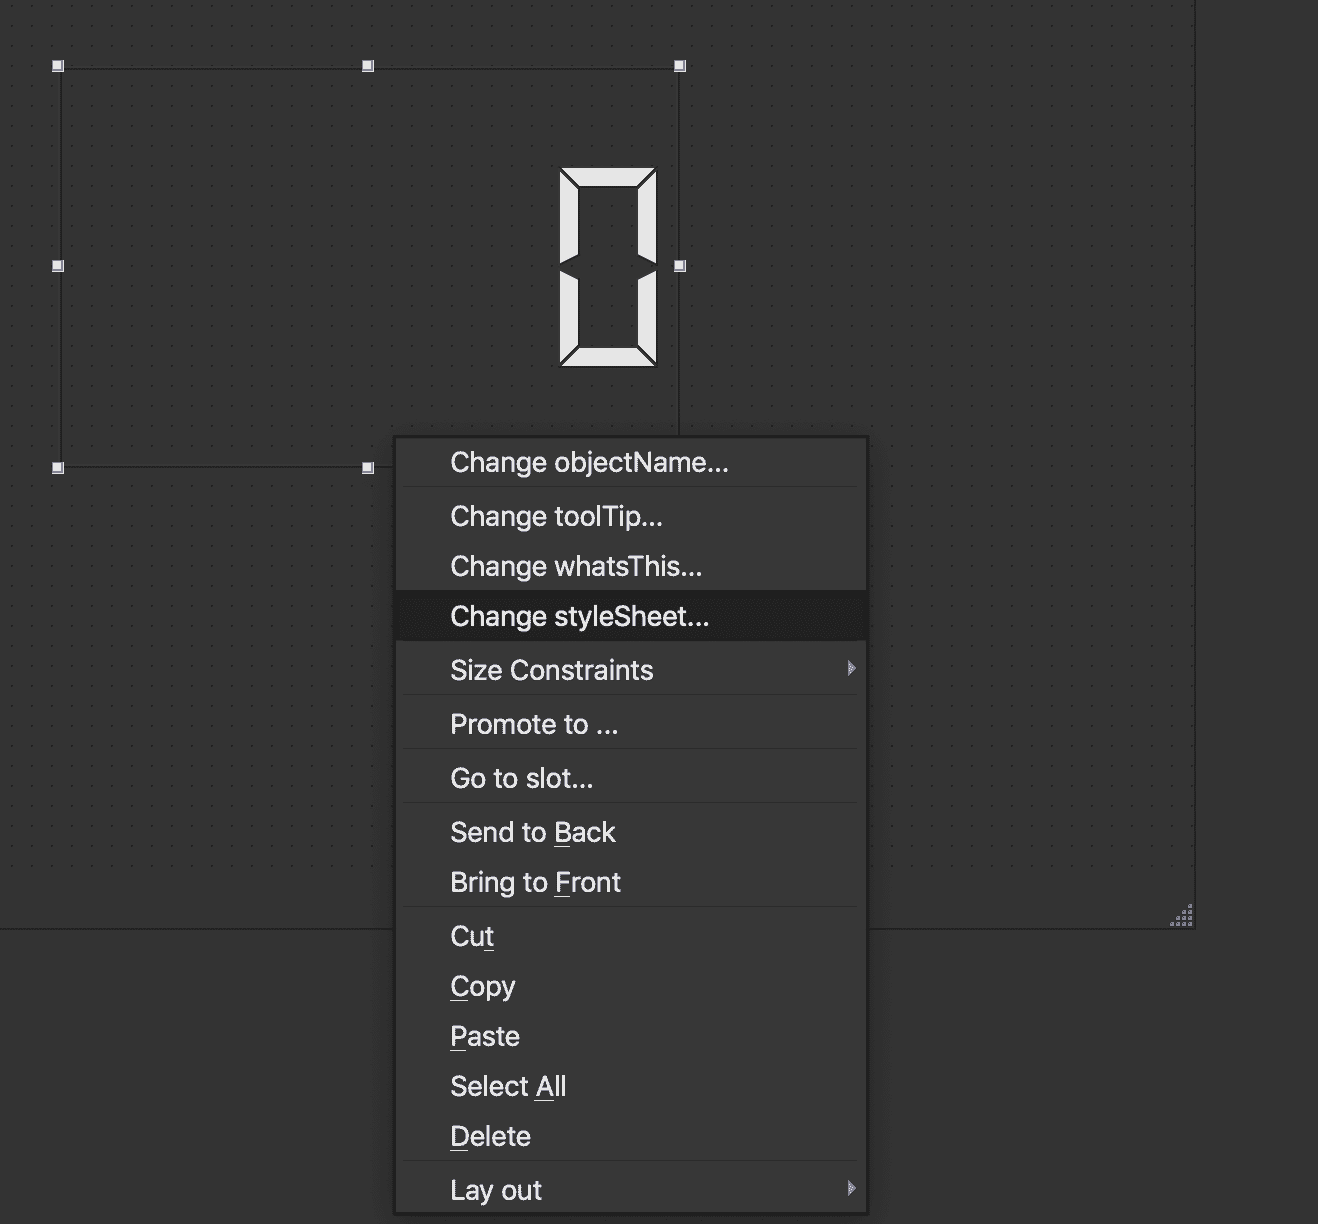 0
Change objectName...
Change toolTip...
Change whatsThis...
Change styleSheet...
Size Constraints
Promote to ...
Go to slot...
Send to Back
Bring to Front
Cut
Copy
Paste
Select All
Delete
Lay out